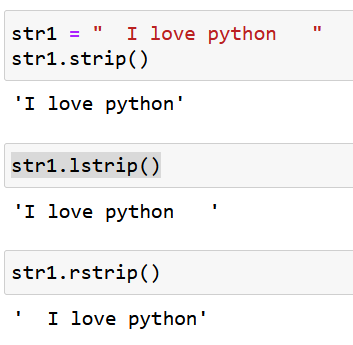 str1 = "  I love python   "
str1.strip()
'I love python'
str1.lstrip()
'I love python   '
str1.rstrip()
'  I love python'